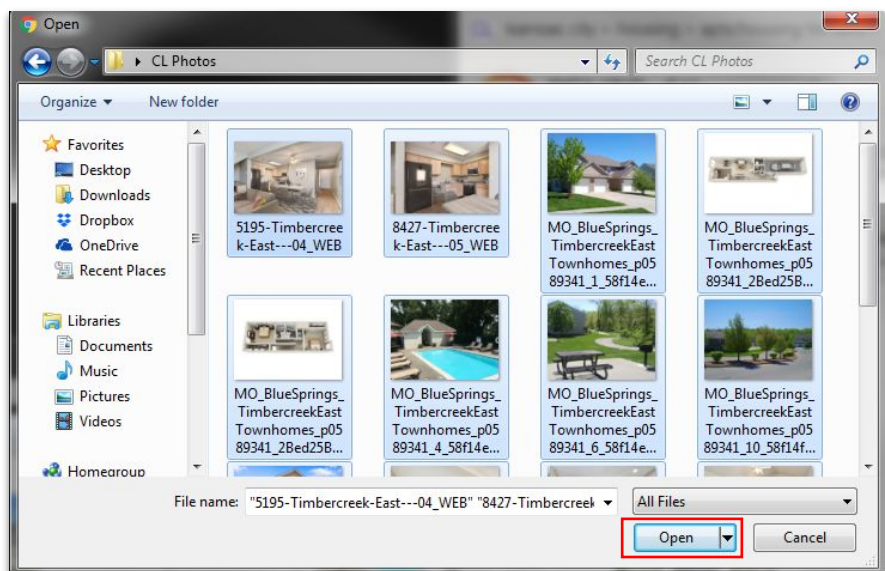 Open
CL Photos
Search CL Photos
Organize
New folder
Favorites
Desktop
Downloads
Dropbox
OneDrive
Recent Places
Libraries
Documents
Music
Pictures
Videos
Homegroup
5195-Timbercree
k-East---04_WEB
8427-Timbercree
k-East---05_WEB
MO_BlueSprings_
TimbercreekEast
Townhomes_p05
89341_1_58f14e...
MO_BlueSprings_
TimbercreekEast
Townhomes_p05
89341_2Bed25B...
MO_BlueSprings_
TimbercreekEast
Townhomes_p05
89341_2Bed25B...
MO_BlueSprings_
TimbercreekEast
Townhomes_p05
89341_4_58f14e...
MO_BlueSprings_
TimbercreekEast
Townhomes_p05
89341_6_58f14e...
MO_BlueSprings_
TimbercreekEast
Townhomes_p05
89341_10_58f14f...
File name: "5195-Timbercreek-East---04_WEB" "8427-Timbercreek
All Files
Open
Cancel